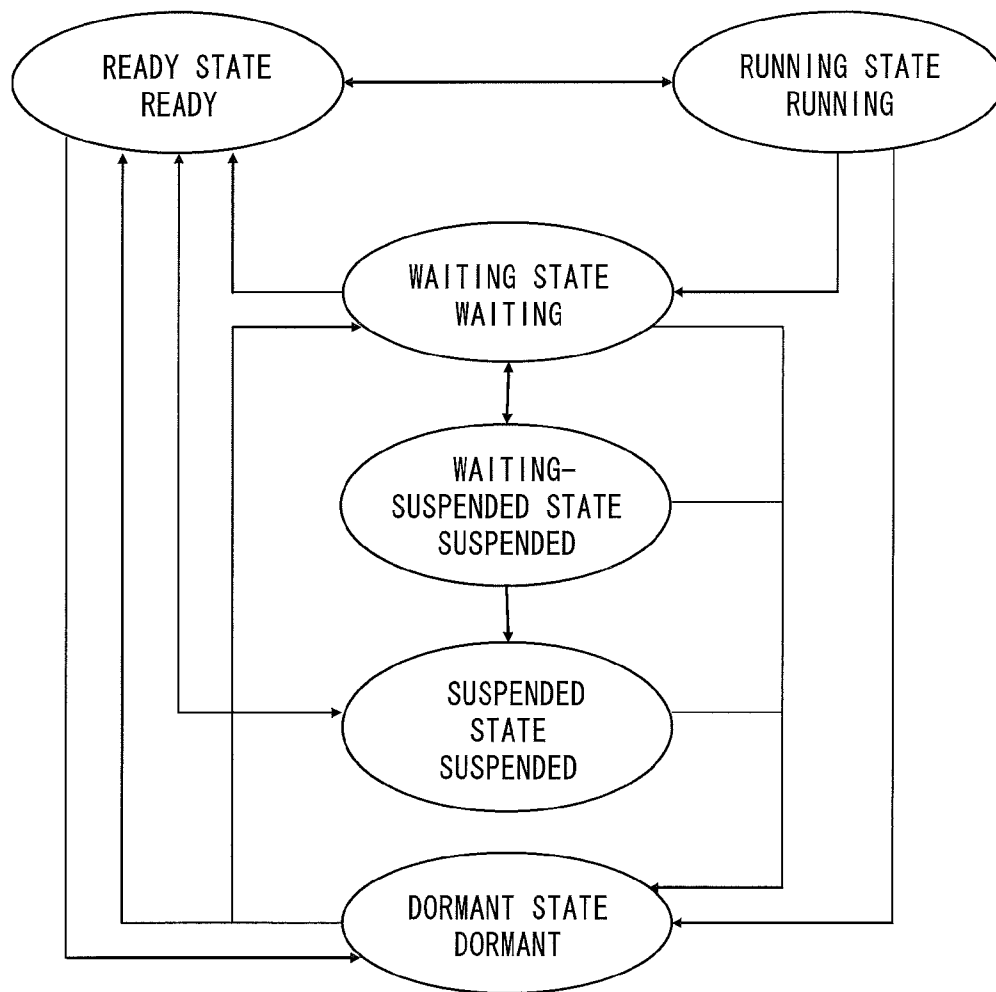 READY STATE
READY
RUNNING STATE
RUNNING
WAITING STATE
WAITING
WAITING-
SUSPENDED STATE
SUSPENDED
SUSPENDED
STATE
SUSPENDED
DORMANT STATE
DORMANT